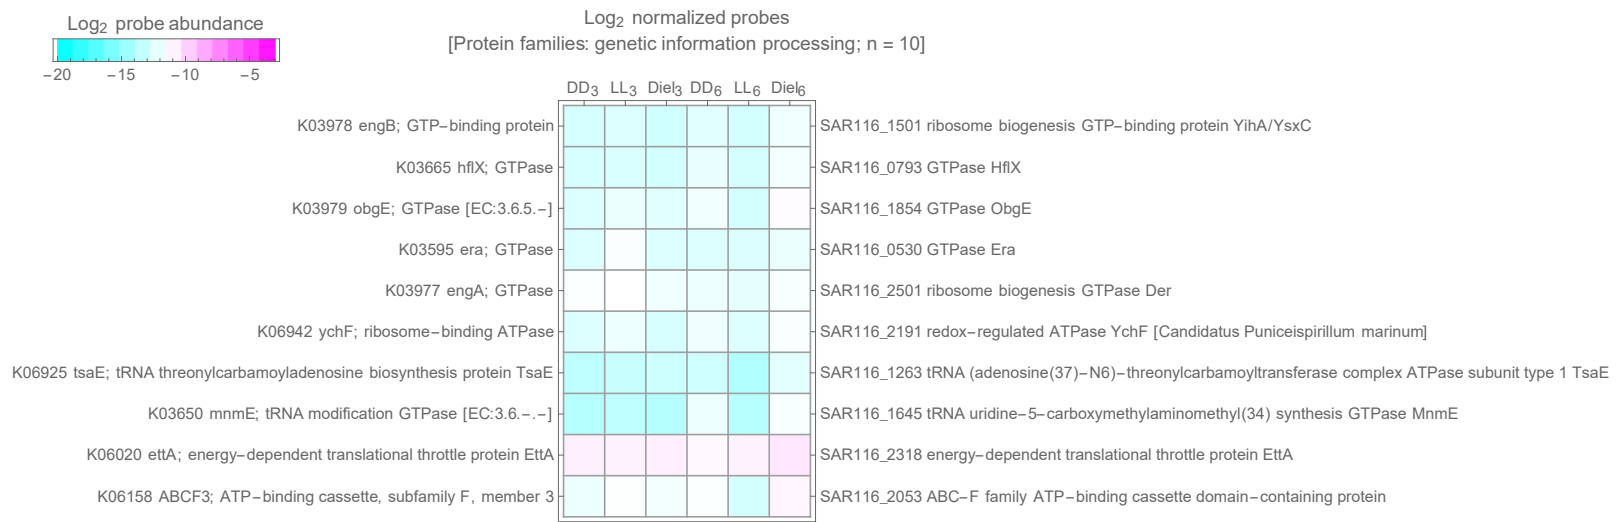 Log2 probe abundance
−20 −15 −10 −5
Log2 normalized probes
[Protein families: genetic information processing; n = 10]
DD3 LL3 Diel3 DD6 LL6 Diel6
K03978 engB; GTP−binding protein SAR116_1501 ribosome biogenesis GTP−binding protein YihA/YsxC
K03665 hflX; GTPase SAR116_0793 GTPase HflX
K03979 obgE; GTPase [EC:3.6.5.−] SAR116_1854 GTPase ObgE
K03595 era; GTPase SAR116_0530 GTPase Era
K03977 engA; GTPase SAR116_2501 ribosome biogenesis GTPase Der
K06942 ychF; ribosome−binding ATPase SAR116_2191 redox−regulated ATPase YchF [Candidatus Puniceispirillum marinum]
K06925 tsaE; tRNA threonylcarbamoyladenosine biosynthesis protein TsaE SAR116_1263 tRNA (adenosine(37)−N6)−threonylcarbamoyltransferase complex ATPase subunit type 1 TsaE
K03650 mnmE; tRNA modification GTPase [EC:3.6.−.−] SAR116_1645 tRNA uridine−5−carboxymethylaminomethyl(34) synthesis GTPase MnmE
K06020 ettA; energy−dependent translational throttle protein EttA SAR116_2318 energy−dependent translational throttle protein EttA
K06158 ABCF3; ATP−binding cassette, subfamily F, member 3 SAR116_2053 ABC−F family ATP−binding cassette domain−containing protein